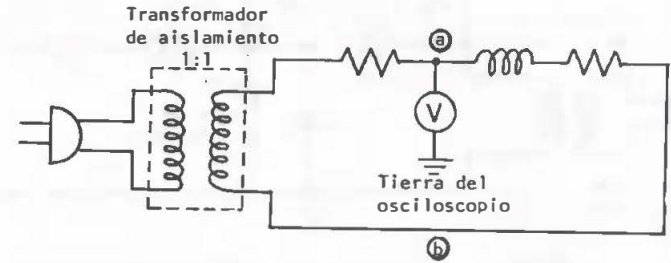 Transformador
de aislamiento
1:1
a
V
Tierra del
osciloscopio
b